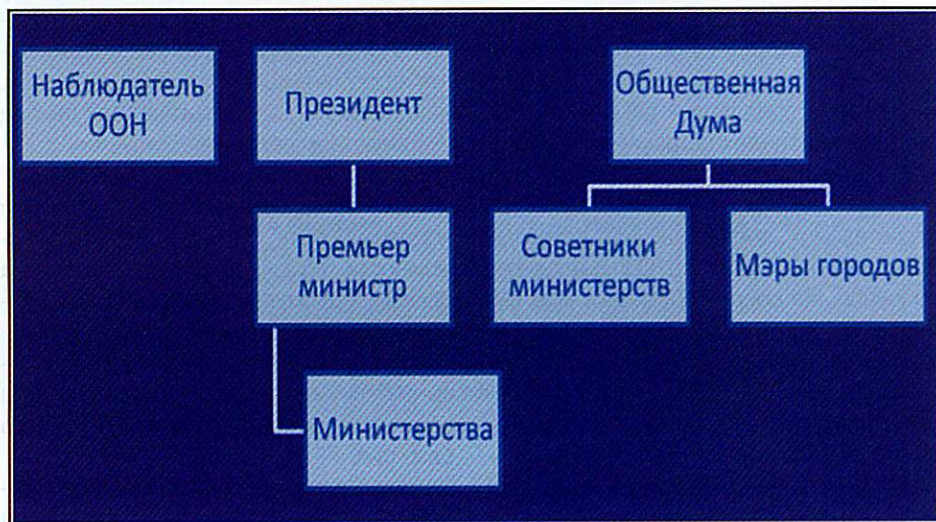 Наблюдатель
ООН
Президент
Общественная
Дума
Премьер
министр
Советники
министерств
Мэры городов
Министерства